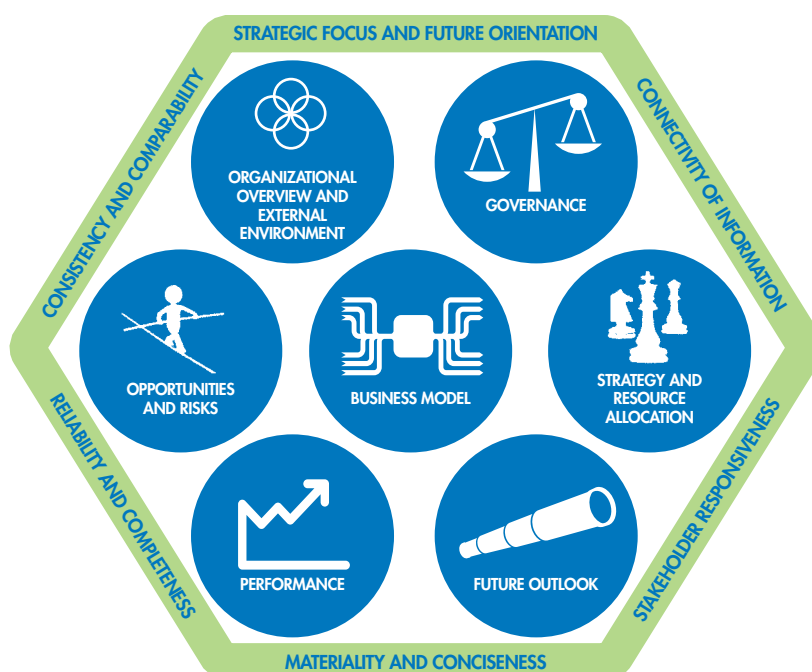 STRATEGIC FOCUS AND FUTURE ORIENTATION
CONSISTENCY AND COMPARABILITY
CONNECTIVITY OF INFORMATION
ORGANIZATIONAL
OVERVIEW AND
EXTERNAL
ENVIRONMENT
GOVERNANCE
OPPORTUNITIES
AND RISKS
BUSINESS MODEL
STRATEGY AND
RESOURCE
ALLOCATION
RELIABILITY AND COMPLETENESS
STAKEHOLDER RESPONSIVENESS
PERFORMANCE
FUTURE OUTLOOK
MATERIALITY AND CONCISENESS